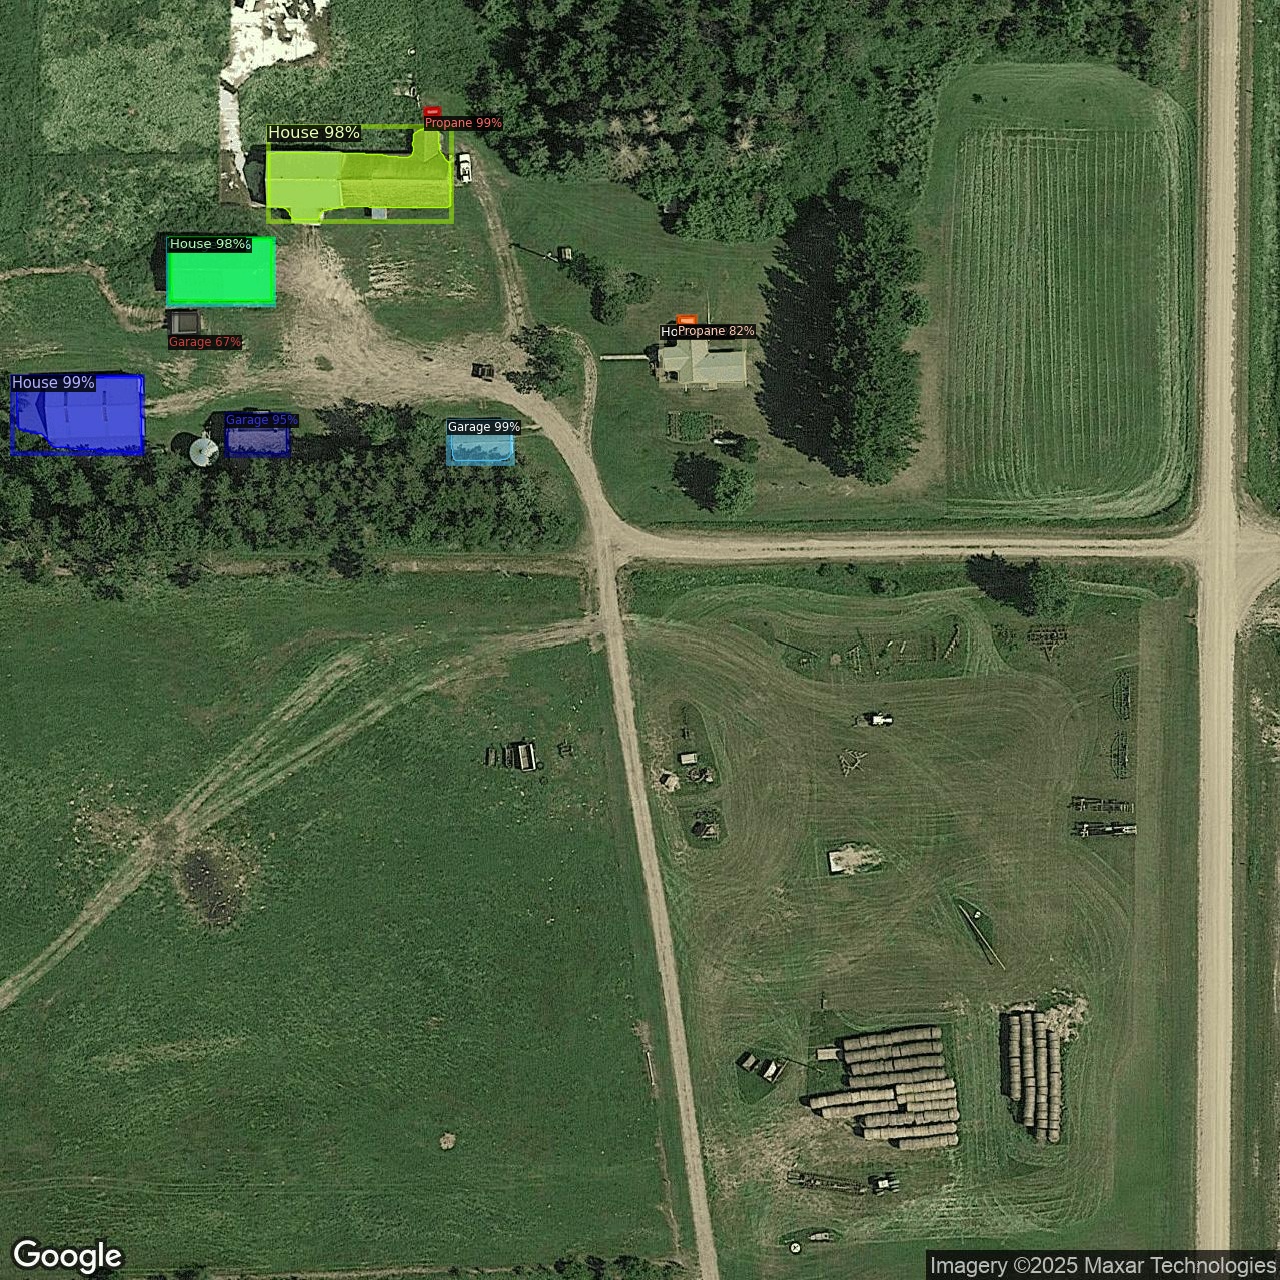 Propane 99%
House 98%
House 98%
Propane 82%
Garage 67%
House 99%
Garage 95%
Garage 99%
Google
Imagery ©2025 Maxar Technologies